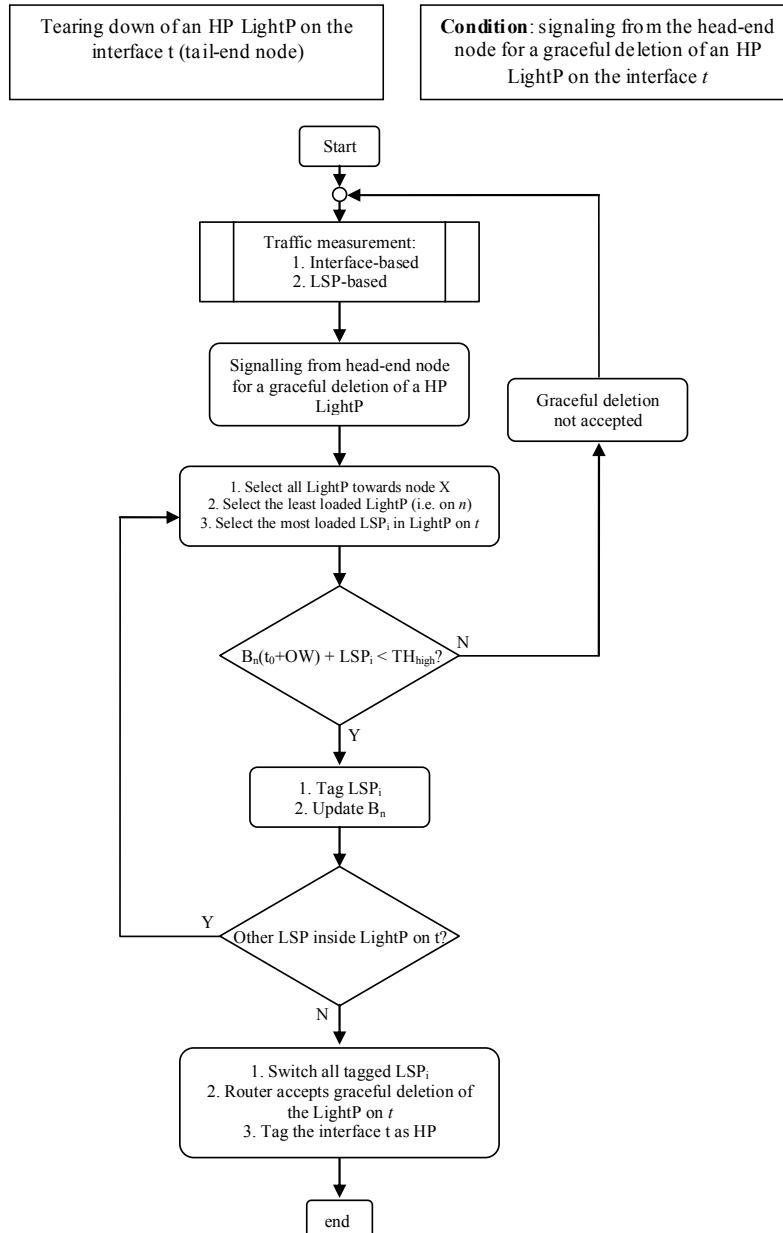 Tearing down of an HP LightP on the
interface t (tail-end node)
Condition: signaling from the head-end
node for a graceful deletion of an HP
LightP on the interface t
Start
Traffic measurement:
1. Interface-based
2. LSP-based
Signalling from head-end node
for a graceful deletion of a HP
LightP
Graceful deletion
not accepted
1. Select all LightP towards node X
2. Select the least loaded LightP (i.e. on n)
3. Select the most loaded LSPi in LightP on t
N
Bn(t0+OW) + LSPi < THhigh?
Y
1. Tag LSPi
2. Update Bn
Y
Other LSP inside LightP on t?
N
1. Switch all tagged LSPi
2. Router accepts graceful deletion of
the LightP on t
3. Tag the interface t as HP
end